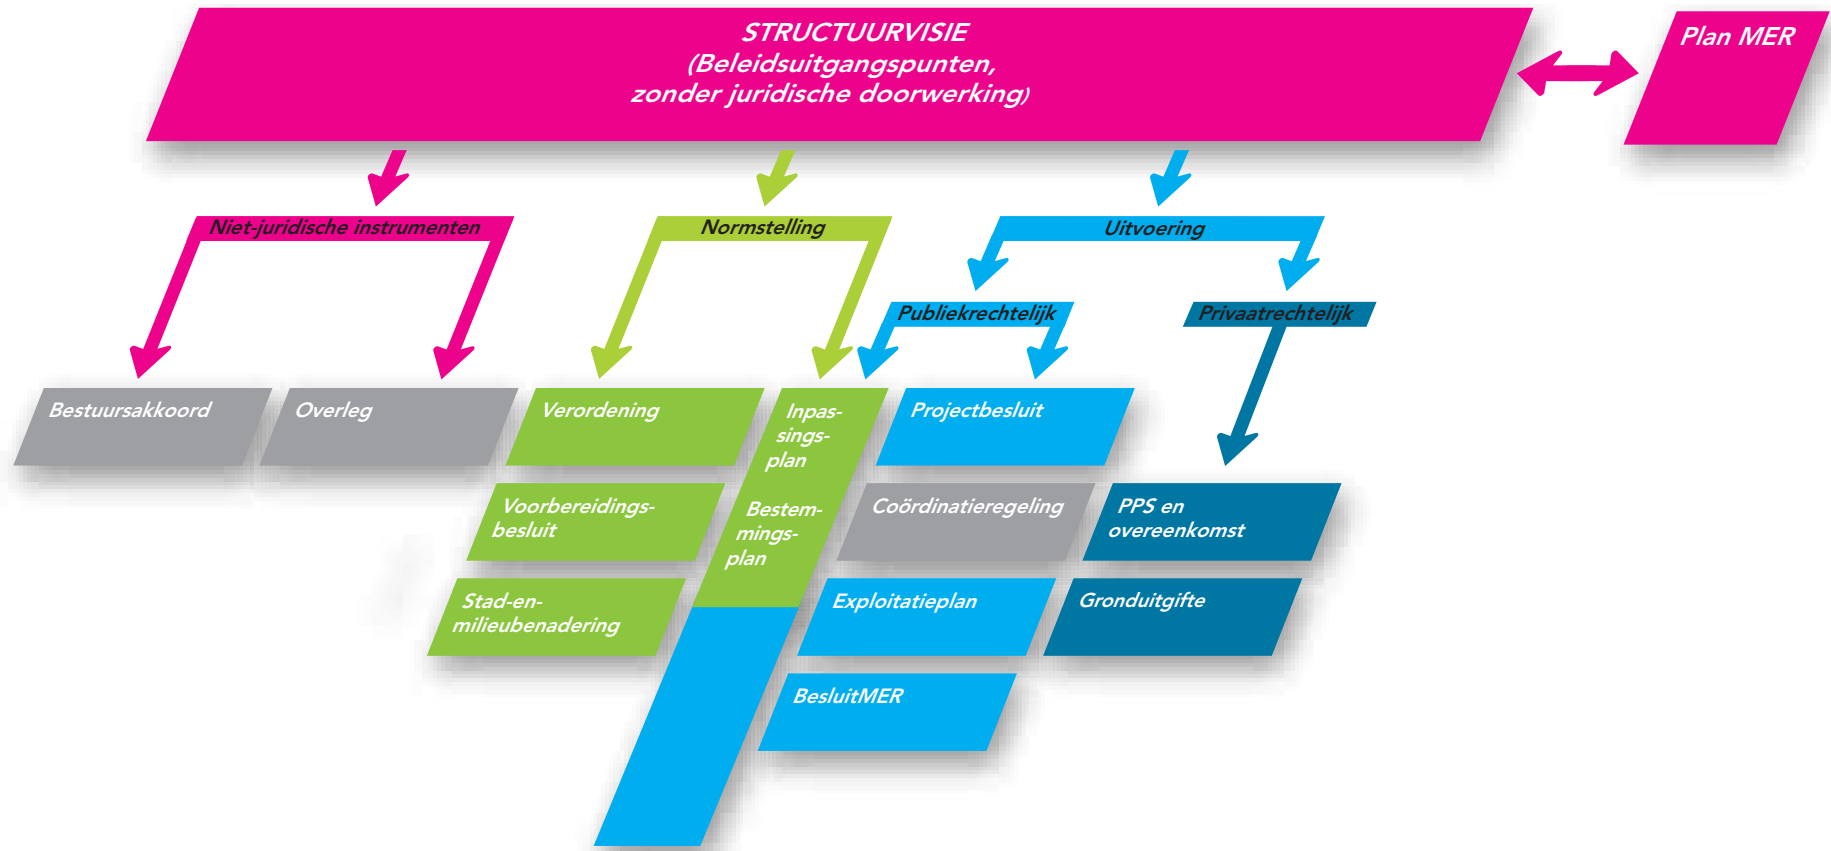 STRUCTUURVISIE
(Beleidsuitgangspunten,
zonder juridische doorwerking)
Plan MER
Niet-juridische instrumenten
Normstelling
Uitvoering
Publiekrechtelijk
Privaatrechtelijk
Bestuursakkoord
Overleg
Verordening
Inpas-
sings-
plan
Projectbesluit
Voorbereidings-
besluit
Bestem-
mings-
plan
Coördinatieregeling
PPS en
overeenkomst
Stad-en-
milieubenadering
Exploitatieplan
Gronduitgifte
BesluitMER